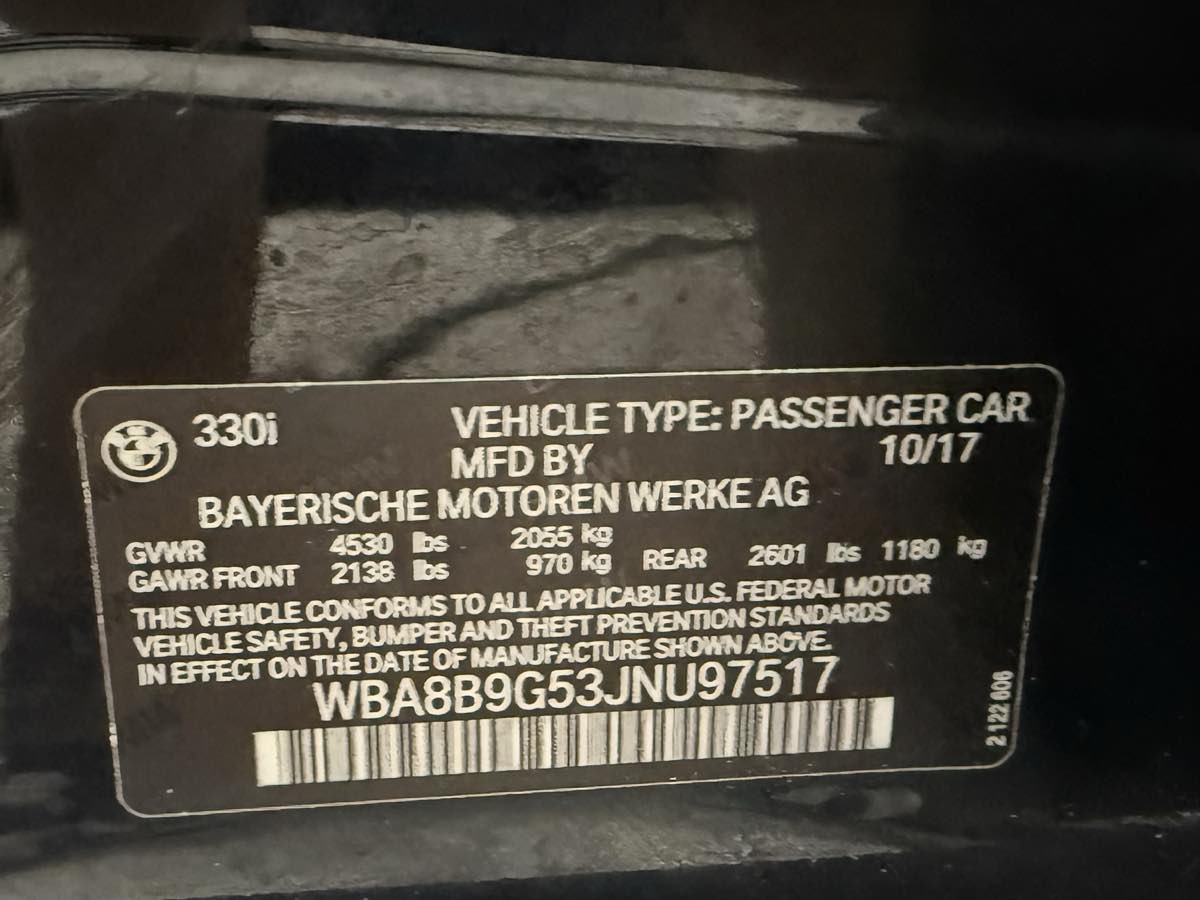 330i VEHICLE TYPE: PASSENGER CAR
MFD BY 10/17
BAYERISCHE MOTOREN WERKE AG
GVWR 4530 lbs 2055 kg
GAWR FRONT 2138 lbs 970 kg REAR 2601 lbs 1180 kg
THIS VEHICLE CONFORMS TO ALL APPLICABLE U.S. FEDERAL MOTOR
VEHICLE SAFETY, BUMPER AND THEFT PREVENTION STANDARDS
IN EFFECT ON THE DATE OF MANUFACTURE SHOWN ABOVE.
WBA8B9G53JNU97517
2 122 606